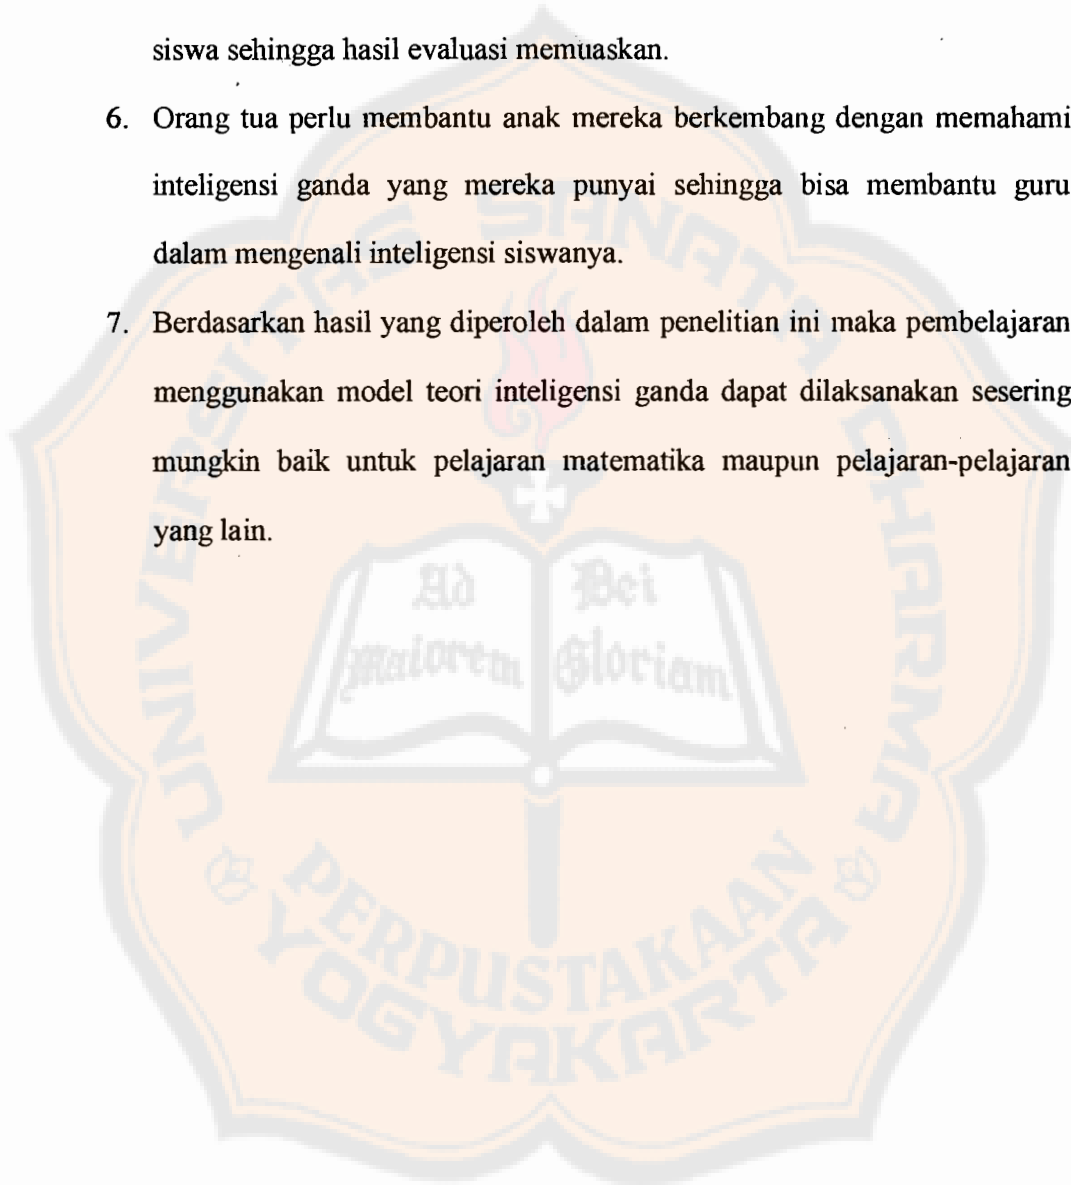 siswa sehingga hasil evaluasi memuaskan.
6. Orang tua perlu membantu anak mereka berkembang dengan memahami
inteligensi ganda yang mereka punyai sehingga bisa membantu guru
dalam mengenali inteligensi siswanya.
7. Berdasarkan hasil yang diperoleh dalam penelitian ini maka pembelajaran
menggunakan model teori inteligensi ganda dapat dilaksanakan sesering
mungkin baik untuk pelajaran matematika maupun pelajaran-pelajaran
yang lain.
UNIVERSITAS SANATA DHARMA
Ad Dei
Maiorem Gloriam
PERPUSTAKAAN
YOGYAKARTA